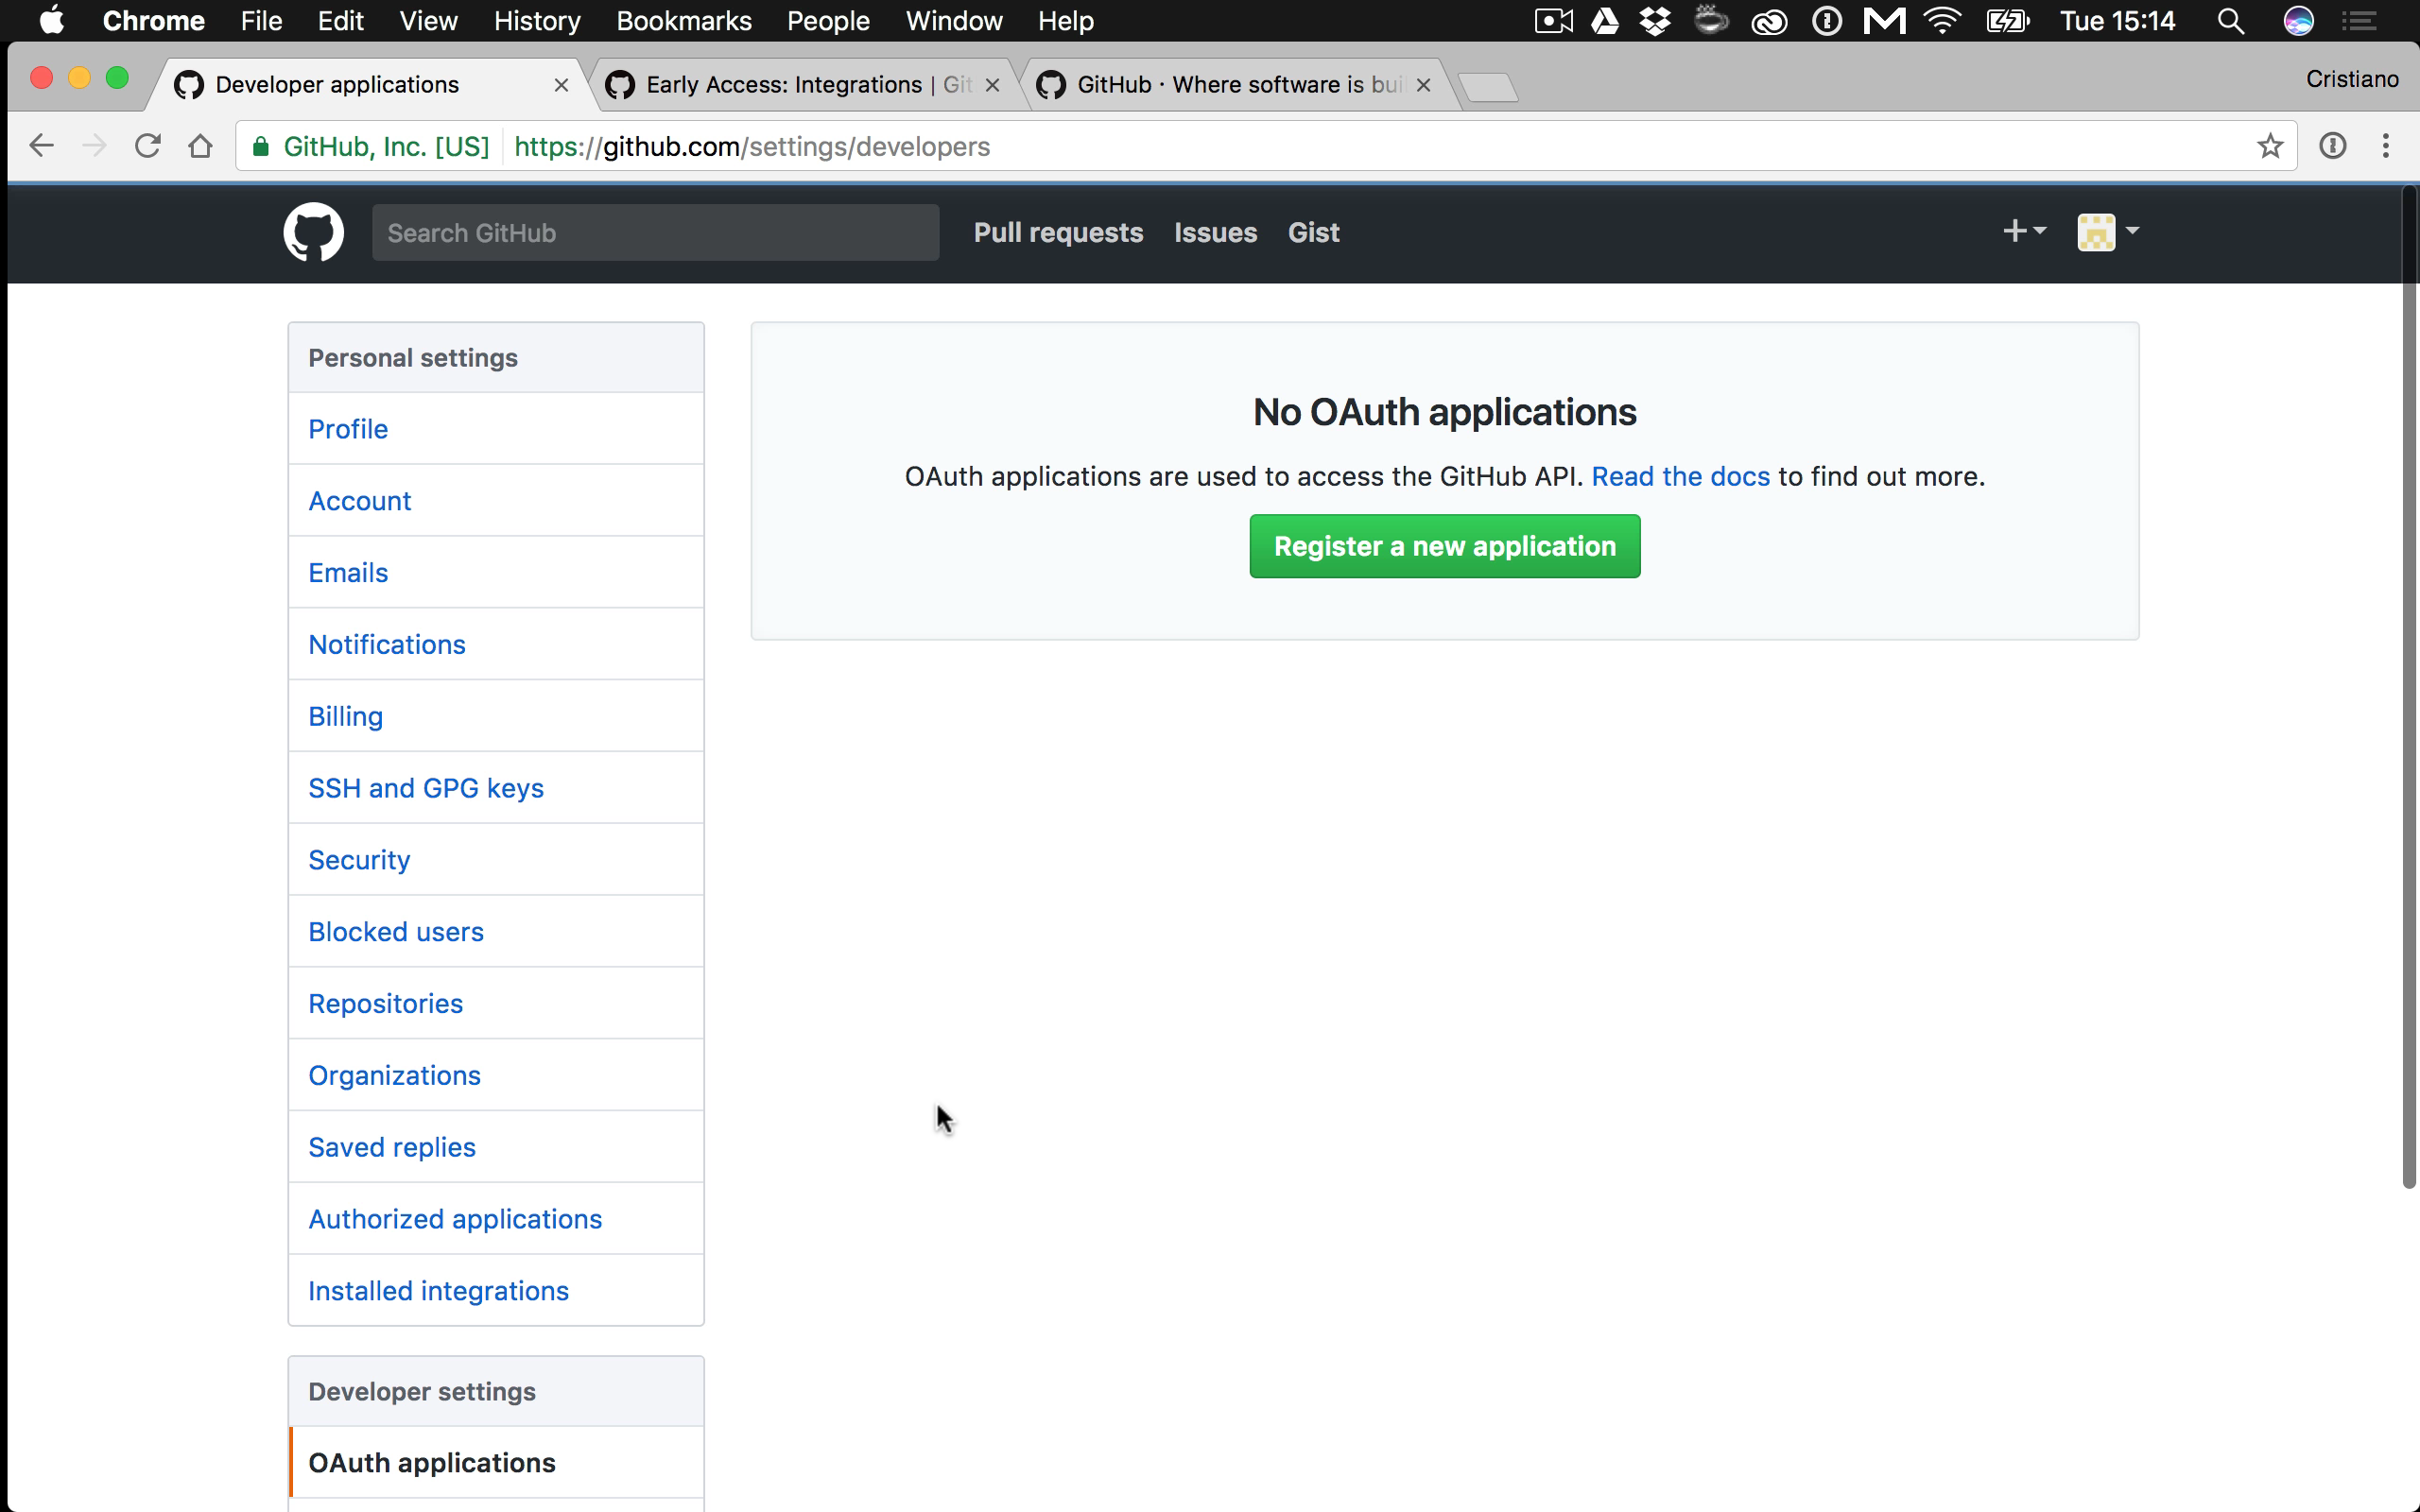 Chrome File Edit View History Bookmarks People Window Help Tue 15:14
Developer applications Early Access: Integrations | Git GitHub · Where software is bui Cristiano
GitHub, Inc. [US] https://github.com/settings/developers
Search GitHub Pull requests Issues Gist
Personal settings
Profile
Account
Emails
Notifications
Billing
SSH and GPG keys
Security
Blocked users
Repositories
Organizations
Saved replies
Authorized applications
Installed integrations
Developer settings
OAuth applications
No OAuth applications
OAuth applications are used to access the GitHub API. Read the docs to find out more.
Register a new application